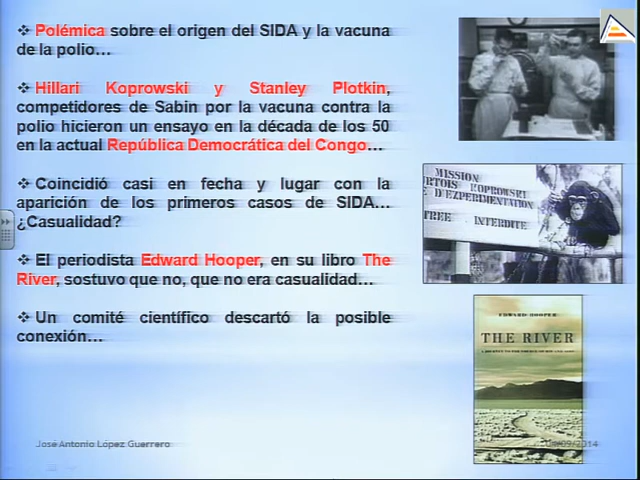 ❖ Polémica sobre el origen del SIDA y la vacuna
de la polio…
❖ Hillari Koprowski y Stanley Plotkin,
competidores de Sabin por la vacuna contra la
polio hicieron un ensayo en la década de los 50
en la actual República Democrática del Congo…
❖ Coincidió casi en fecha y lugar con la
aparición de los primeros casos de SIDA…
¿Casualidad?
❖ El periodista Edward Hooper, en su libro The
River, sostuvo que no, que no era casualidad…
❖ Un comité científico descartó la posible
conexión…
MISSION
RTOIS KOPROWSKI
E D'EXPERIMENTATION
TREE INTERDITE
EDWARD HOOPER
THE RIVER
José Antonio López Guerrero
/09/2014